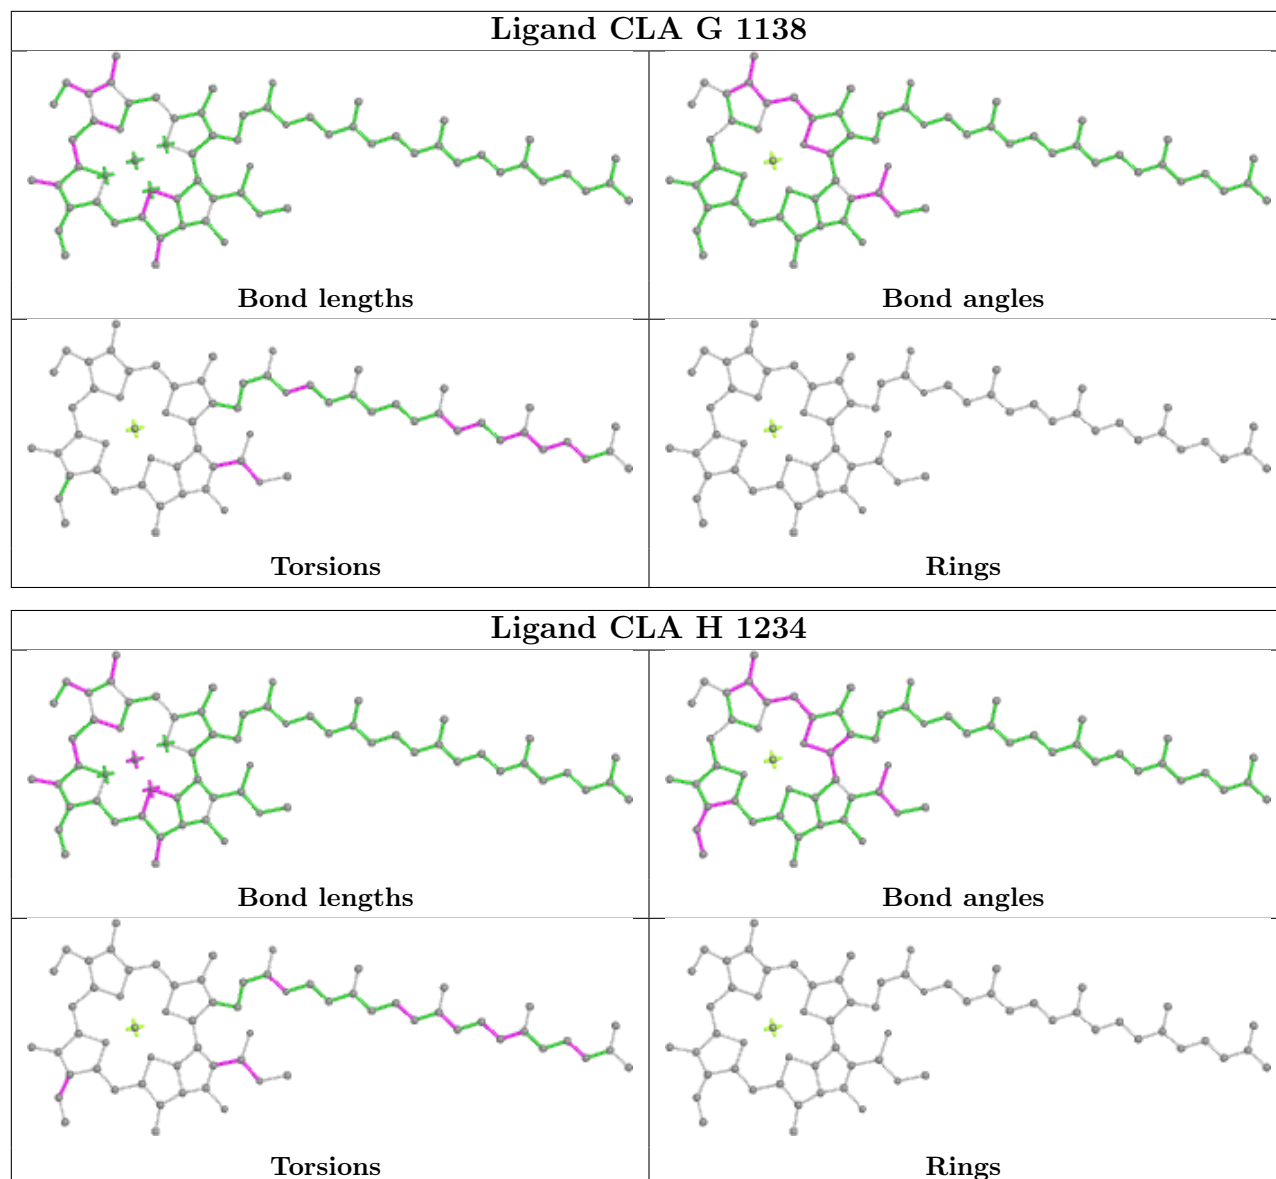 Ligand CLA G 1138
Bond lengths
Bond angles
Torsions
Rings
Ligand CLA H 1234
Bond lengths
Bond angles
Torsions
Rings